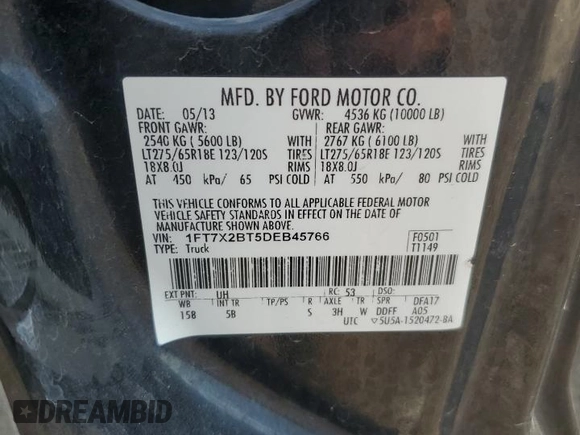 MFD. BY FORD MOTOR CO.
DATE: 05/13 GVWR: 4536 KG (10000 LB)
FRONT GAWR: REAR GAWR:
2540 KG ( 5600 LB) WITH 2767 KG ( 6100 LB) WITH
LT275/65R18E 123/120S TIRES LT275/65R18E 123/120S TIRES
18X8.0J RIMS 18X8.0J RIMS
AT 450 kPa/ 65 PSI COLD AT 550 kPa/ 80 PSI COLD
THIS VEHICLE CONFORMS TO ALL APPLICABLE FEDERAL MOTOR
VEHICLE SAFETY STANDARDS IN EFFECT ON THE DATE OF
MANUFACTURE SHOWN ABOVE.
VIN: 1FT7X2BT5DEB45766 F0501
TYPE: Truck T1149
EXT PNT: UH RC: 53 DSO:
WB INT TR TP/PS R AXLE TR SPR DFA17
158 5B S 3H W DDFF A05
UTC ▽5U5A-1520472-BA
DREAMBID